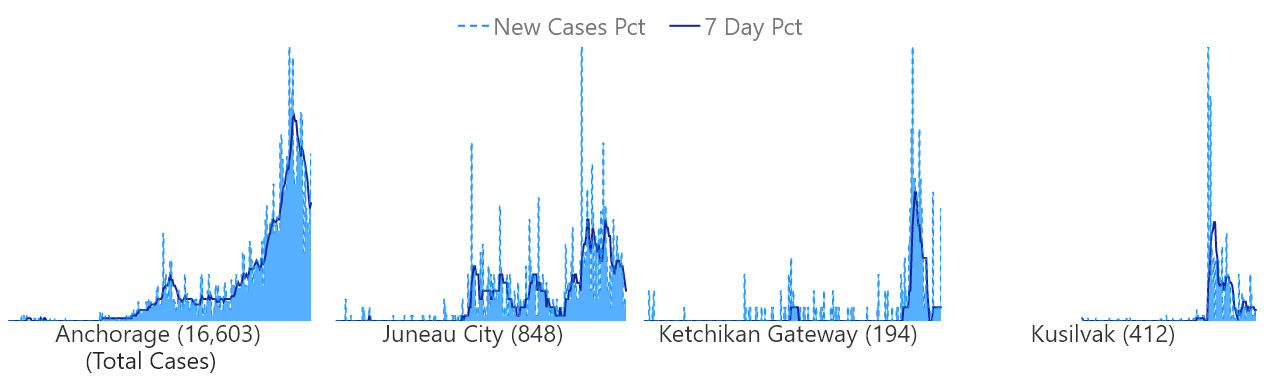 New Cases Pct 7 Day Pct
Anchorage (16,603) Juneau City (848) Ketchikan Gateway (194) Kusilvak (412)
(Total Cases)